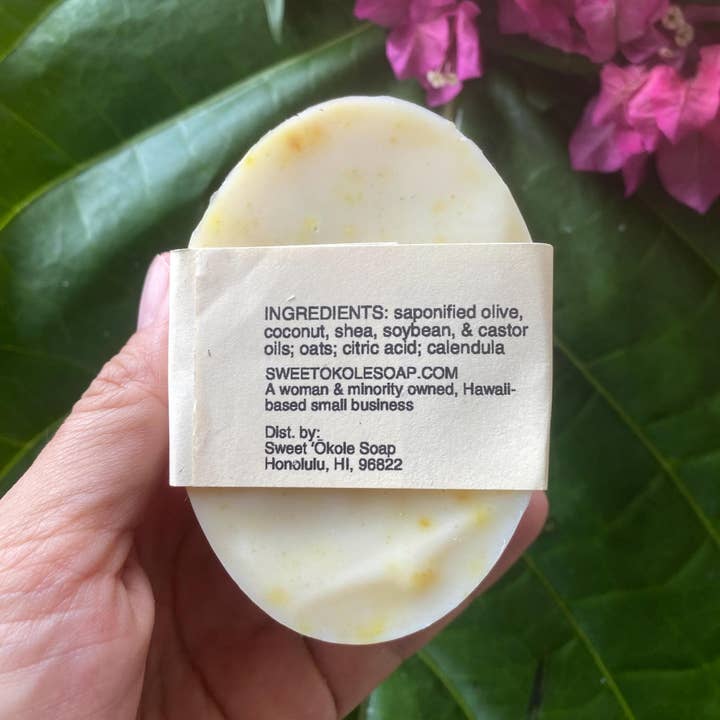 INGREDIENTS: saponified olive,
coconut, shea, soybean, & castor
oils; oats; citric acid; calendula
SWEETOKOLESOAP.COM
A woman & minority owned, Hawaii-
based small business
Dist. by:
Sweet ʻŌkole Soap
Honolulu, HI, 96822